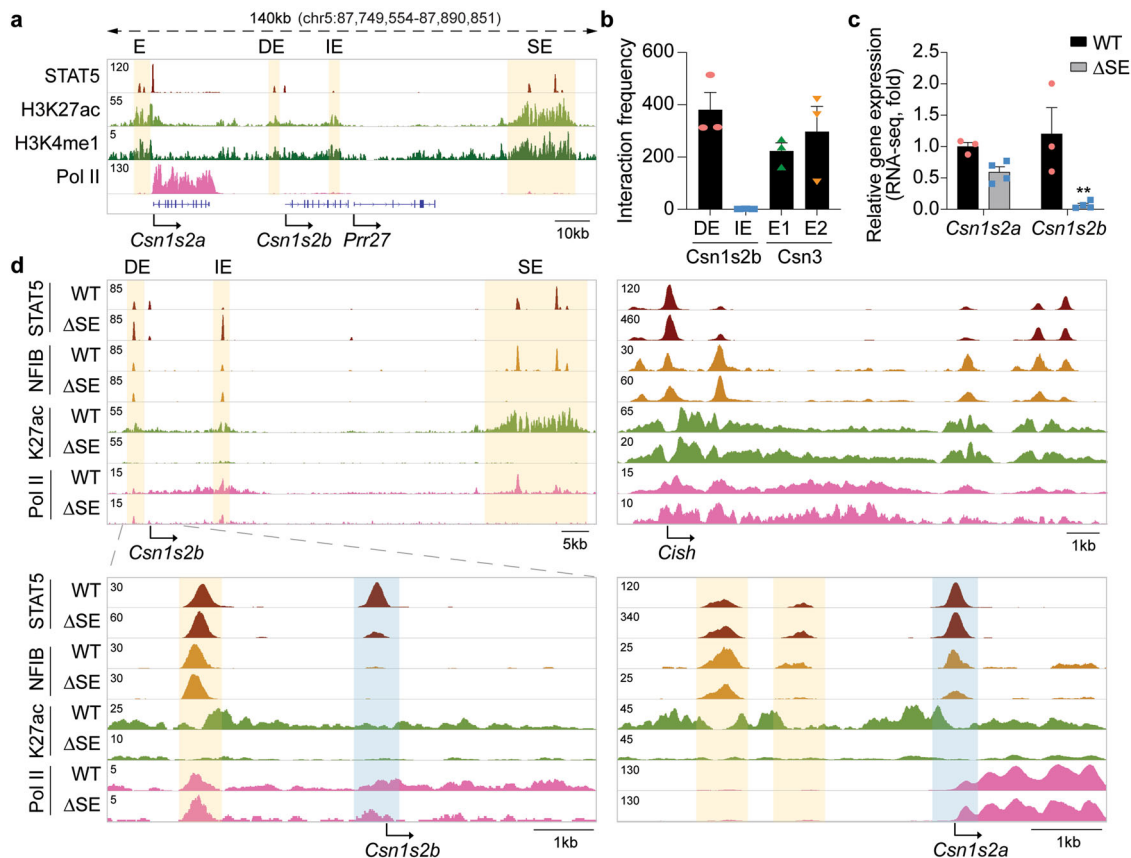 a
140kb (chr5:87,749,554-87,890,851)
E DE IE SE
STAT5 120
H3K27ac 55
H3K4me1 5
Pol II 130
Csn1s2a Csn1s2b Prr27
10kb
b
Interaction frequency
600
400
200
0
DE IE E1 E2
Csn1s2b Csn3
c
Relative gene expression
(RNA-seq, fold)
2.5
2.0
1.5
1.0
0.5
0.0
WT
ΔSE
**
Csn1s2a Csn1s2b
d
DE IE SE
STAT5 WT 85
ΔSE 85
NFIB WT 85
ΔSE 85
K27ac WT 55
ΔSE 55
Pol II WT 15
ΔSE 15
Csn1s2b
5kb
120
460
30
60
65
20
15
10
Cish
1kb
STAT5 WT 30
ΔSE 60
NFIB WT 30
ΔSE 30
K27ac WT 25
ΔSE 10
Pol II WT 5
ΔSE 5
Csn1s2b
1kb
120
340
25
25
45
45
130
130
Csn1s2a
1kb